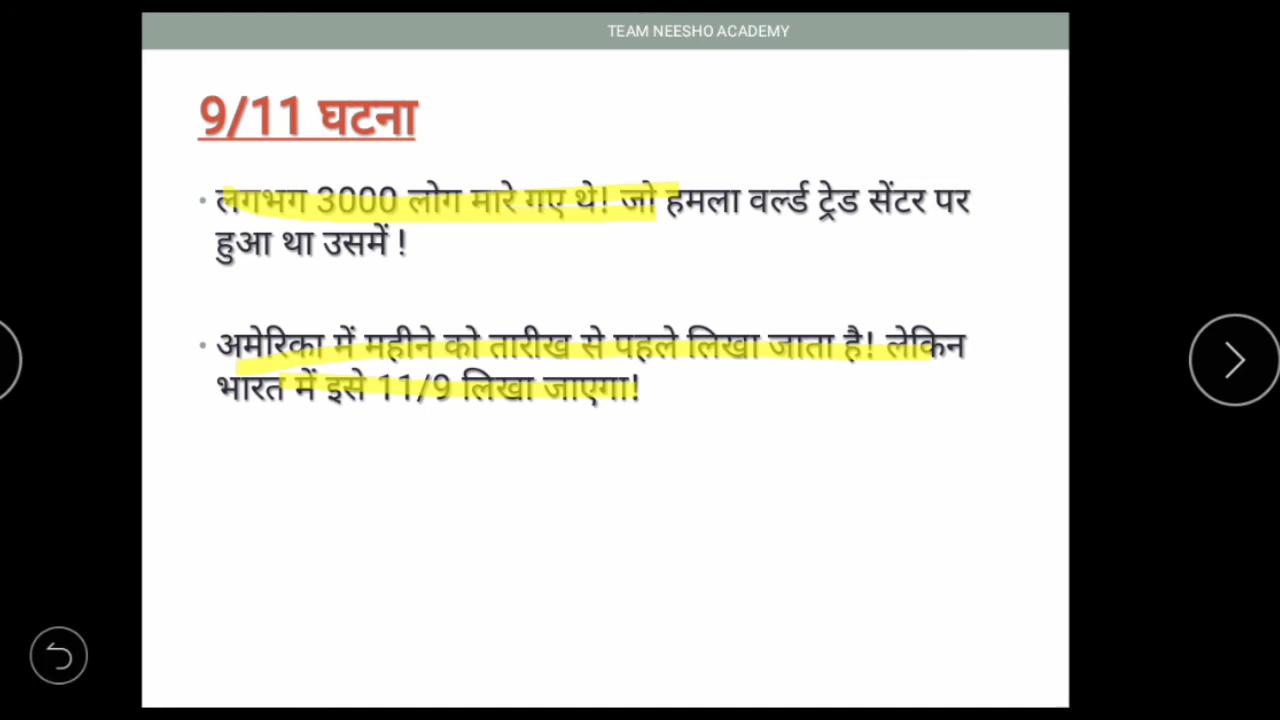 TEAM NEESHO ACADEMY
9/11 घटना
• लगभग 3000 लोग मारे गए थे! जो हमला वर्ल्ड ट्रेड सेंटर पर
हुआ था उसमें !
• अमेरिका में महीने को तारीख से पहले लिखा जाता है! लेकिन
भारत में इसे 11/9 लिखा जाएगा!